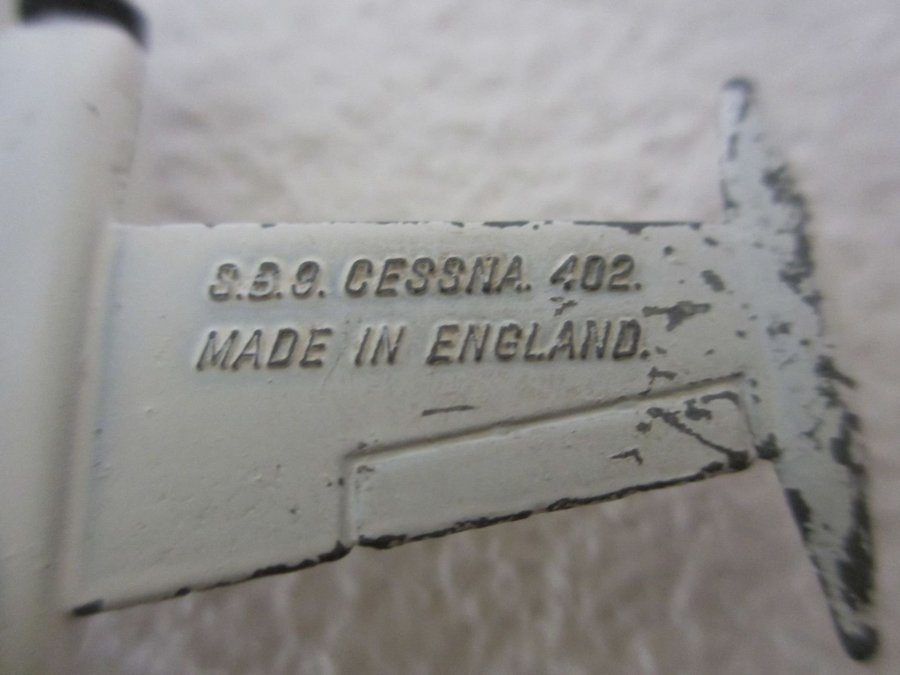 S.B.9. CESSNA. 402.
MADE IN ENGLAND.